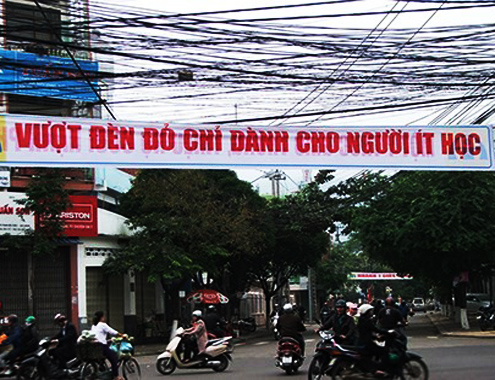 VƯỢT ĐÈN ĐỎ CHỈ DÀNH CHO NGƯỜI ÍT HỌC
ARISTON